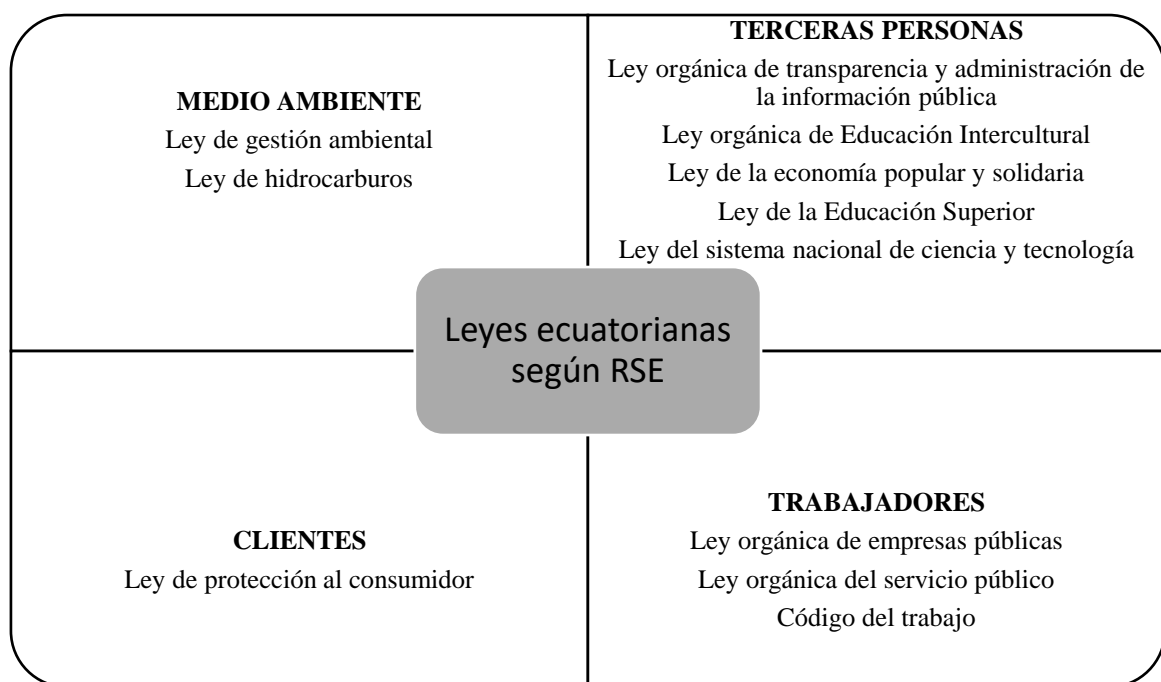 MEDIO AMBIENTE
Ley de gestión ambiental
Ley de hidrocarburos
TERCERAS PERSONAS
Ley orgánica de transparencia y administración de
la información pública
Ley orgánica de Educación Intercultural
Ley de la economía popular y solidaria
Ley de la Educación Superior
Ley del sistema nacional de ciencia y tecnología
Leyes ecuatorianas
según RSE
CLIENTES
Ley de protección al consumidor
TRABAJADORES
Ley orgánica de empresas públicas
Ley orgánica del servicio público
Código del trabajo